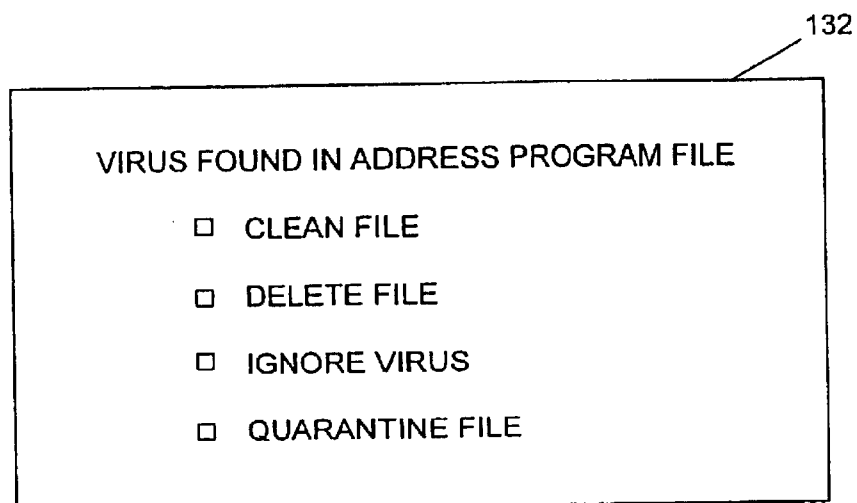 132
VIRUS FOUND IN ADDRESS PROGRAM FILE
CLEAN FILE
DELETE FILE
IGNORE VIRUS
QUARANTINE FILE